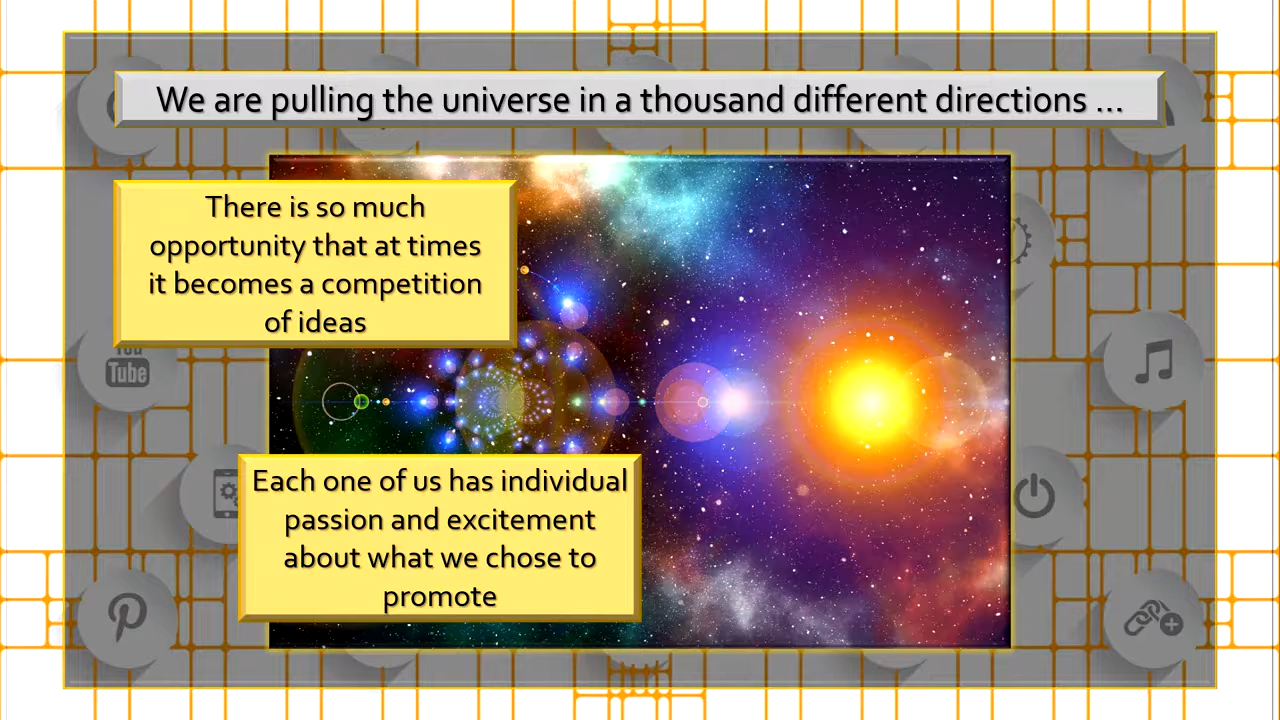 We are pulling the universe in a thousand different directions ...
There is so much
opportunity that at times
it becomes a competition
of ideas
You
Tube
Each one of us has individual
passion and excitement
about what we chose to
promote